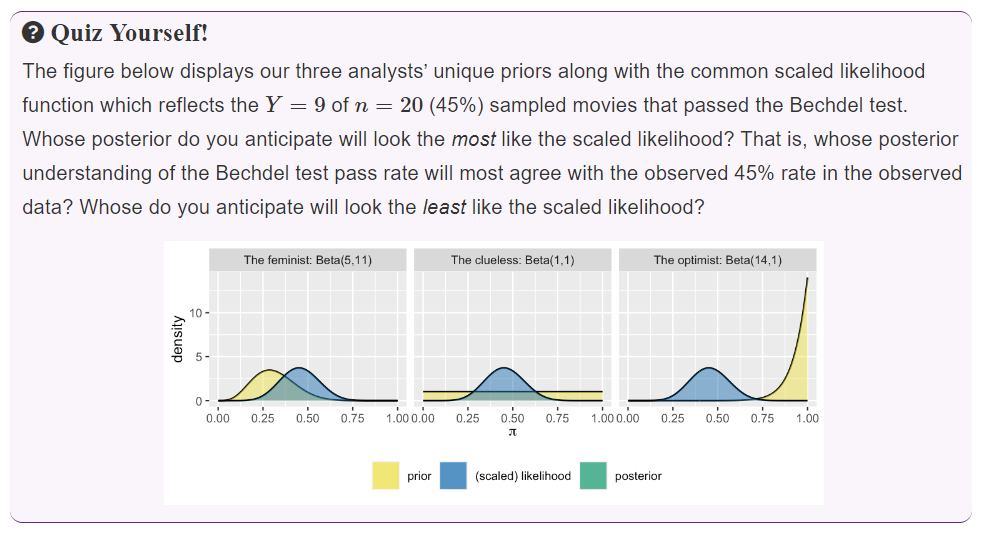 ? Quiz Yourself!
The figure below displays our three analysts’ unique priors along with the common scaled likelihood
function which reflects the Y = 9 of n = 20 (45%) sampled movies that passed the Bechdel test.
Whose posterior do you anticipate will look the most like the scaled likelihood? That is, whose posterior
understanding of the Bechdel test pass rate will most agree with the observed 45% rate in the observed
data? Whose do you anticipate will look the least like the scaled likelihood?
The feminist: Beta(5,11) The clueless: Beta(1,1) The optimist: Beta(14,1)
density
10
5
0
0.00 0.25 0.50 0.75 1.00 0.00 0.25 0.50 0.75 1.00 0.00 0.25 0.50 0.75 1.00
π
prior (scaled) likelihood posterior